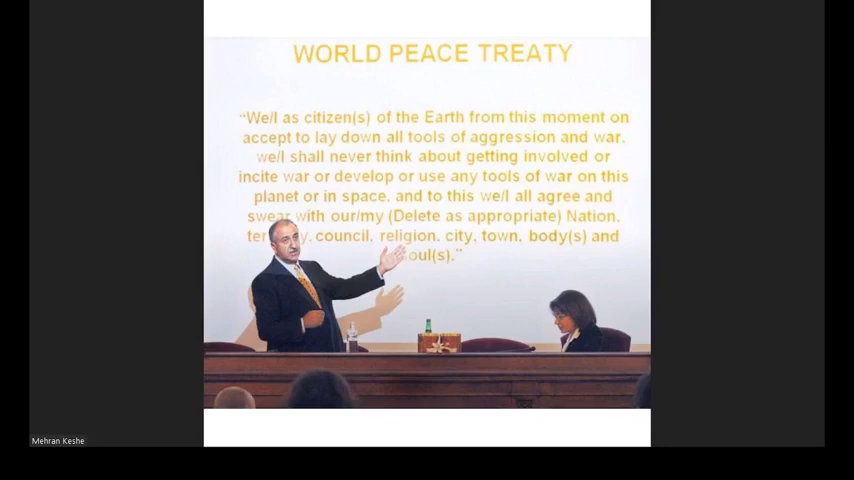 WORLD PEACE TREATY
“We/I as citizen(s) of the Earth from this moment on
accept to lay down all tools of aggression and war,
we/I shall never think about getting involved or
incite war or develop or use any tools of war on this
planet or in space, and to this we/I all agree and
swear with our/my (Delete as appropriate) Nation,
council, religion, city, town, body(s) and
oul(s).”
Mehran Keshe